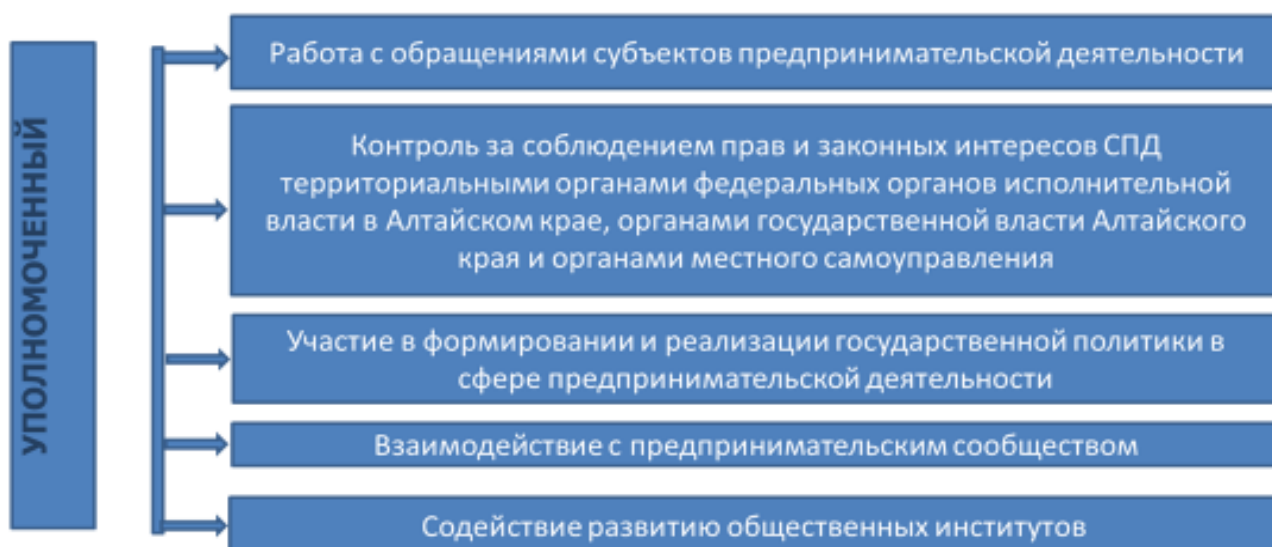 УПОЛНОМОЧЕННЫЙ
Работа с обращениями субъектов предпринимательской деятельности
Контроль за соблюдением прав и законных интересов СПД
территориальными органами федеральных органов исполнительной
власти в Алтайском крае, органами государственной власти Алтайского
края и органами местного самоуправления
Участие в формировании и реализации государственной политики в
сфере предпринимательской деятельности
Взаимодействие с предпринимательским сообществом
Содействие развитию общественных институтов